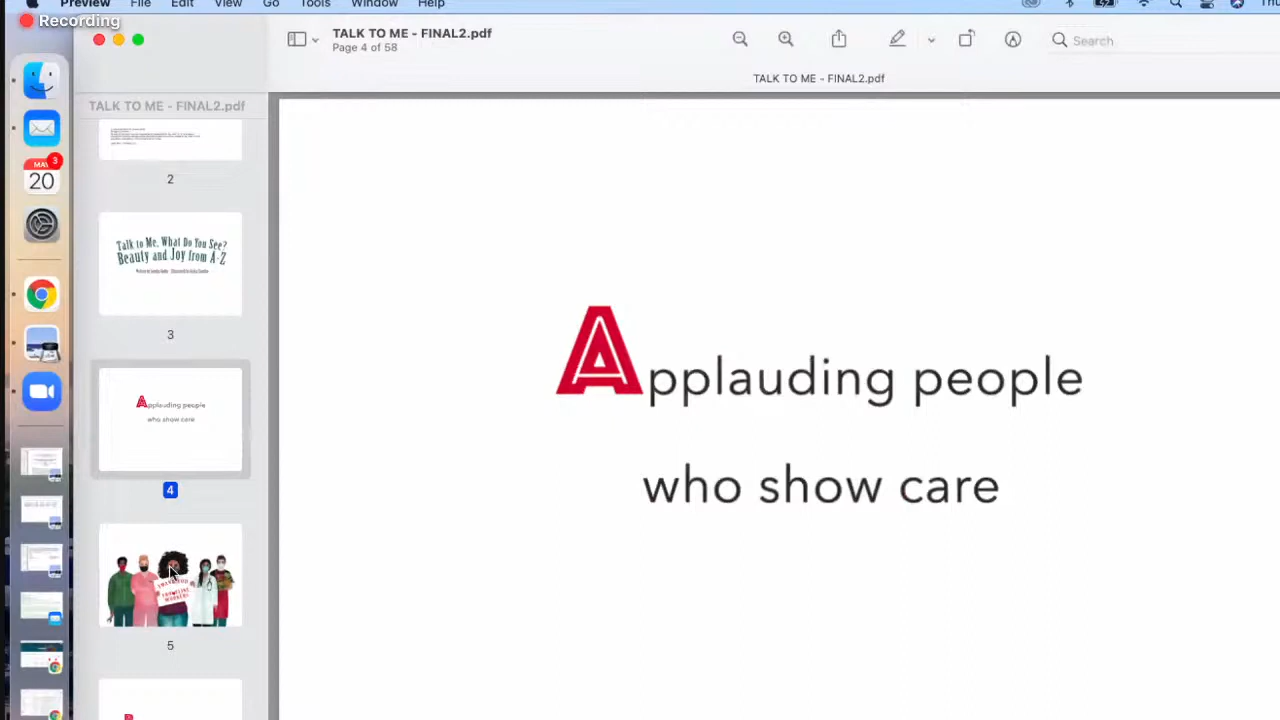 Preview File Edit View Go Tools Window Help
Recording
TALK TO ME - FINAL2.pdf
Page 4 of 58
Search
TALK TO ME - FINAL2.pdf
TALK TO ME - FINAL2.pdf
2
Talk to Me, What Do You See?
Beauty and Joy from A-Z
3
Applauding people
who show care
4
5
MAY
3
20
Applauding people
who show care